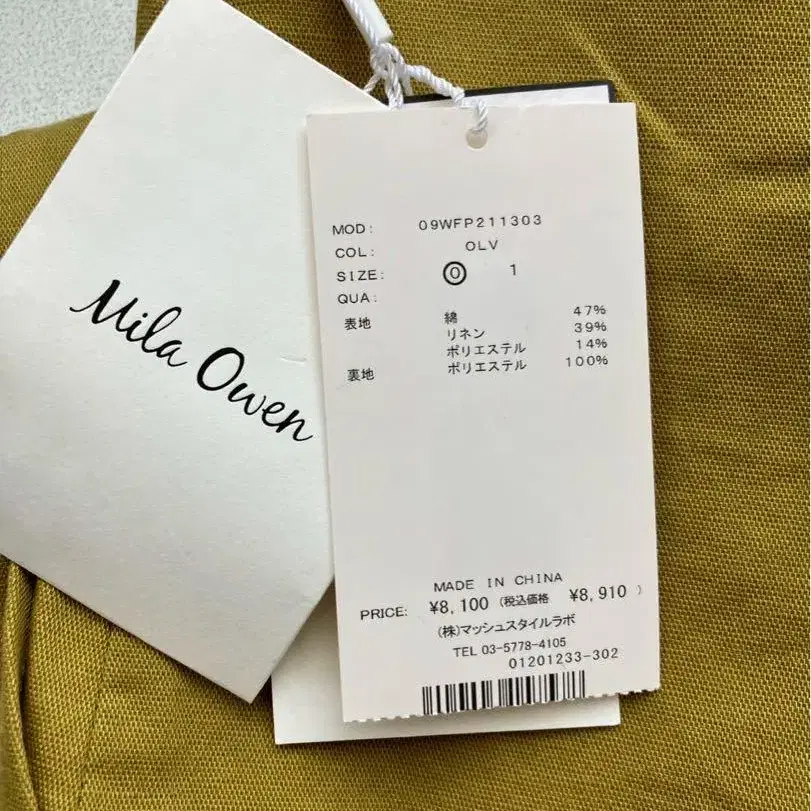 Mila Owen
MOD: 09WFP211303
COL: OLV
SIZE: 0 1
QUA:
表地 綿 47%
リネン 39%
ポリエステル 14%
裏地 ポリエステル 100%
MADE IN CHINA
PRICE: ¥8,100 (税込価格 ¥8,910 )
(株)マッシュスタイルラボ
TEL 03-5778-4105
01201233-302